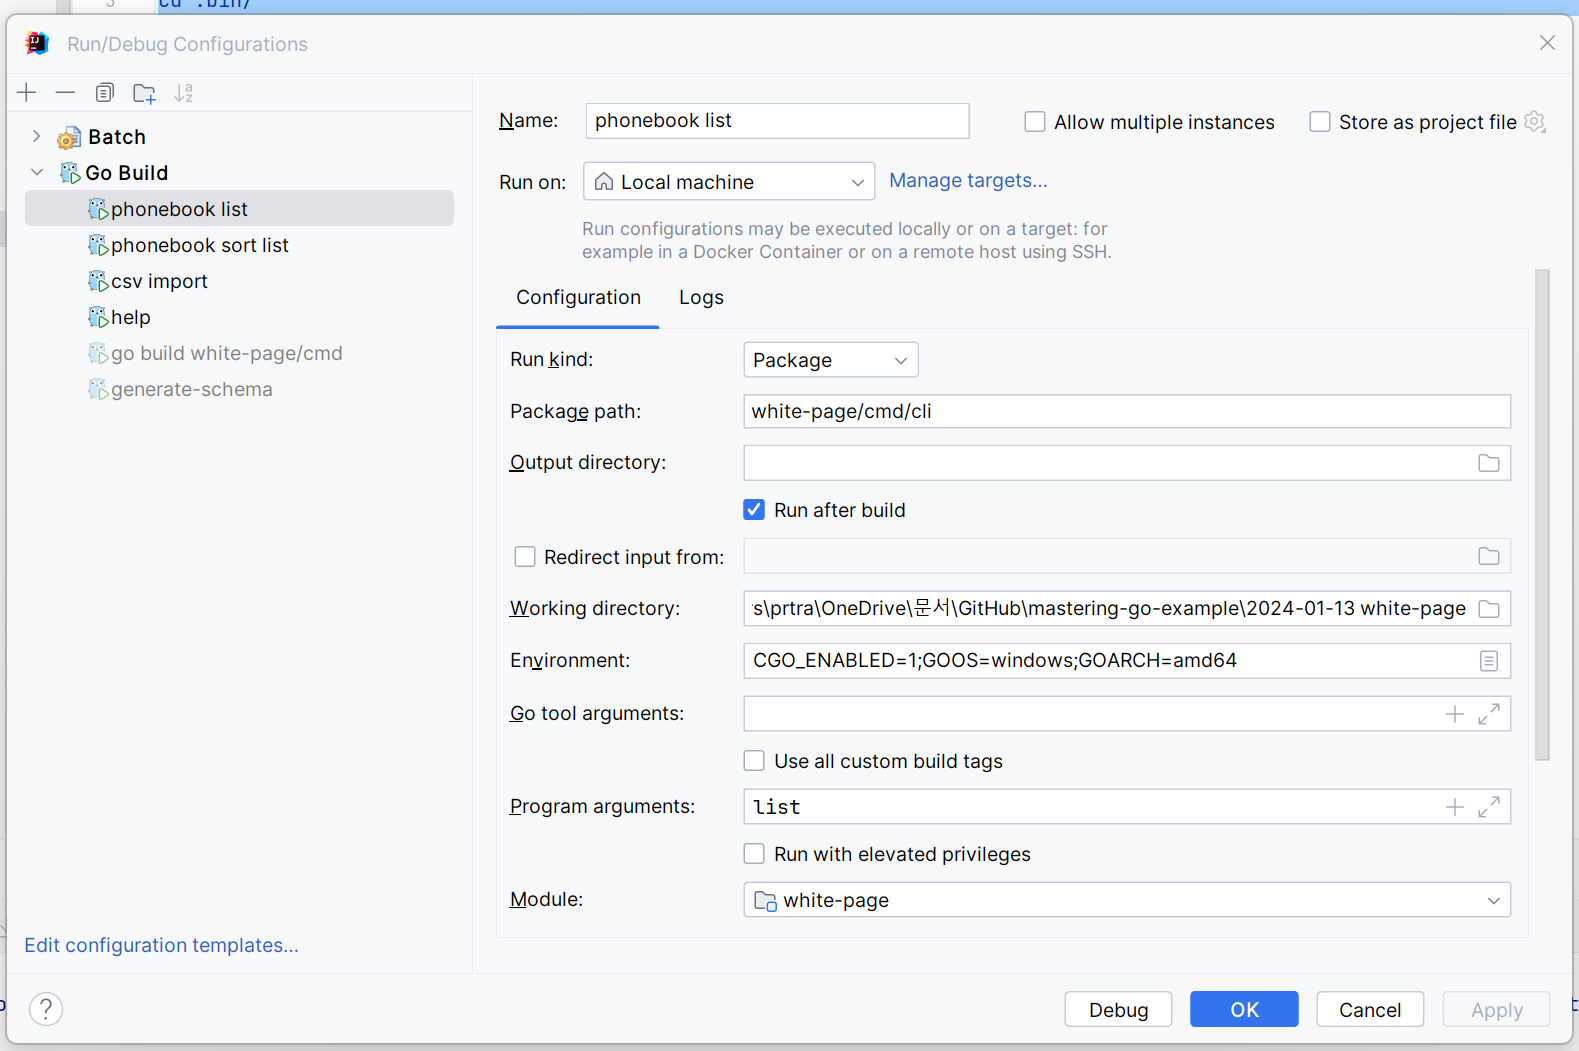 3 cd .bin/
Run/Debug Configurations
Batch
Go Build
phonebook list
phonebook sort list
csv import
help
go build white-page/cmd
generate-schema
Edit configuration templates...
Name: phonebook list
Allow multiple instances
Store as project file
Run on: Local machine
Manage targets...
Run configurations may be executed locally or on a target: for
example in a Docker Container or on a remote host using SSH.
Configuration Logs
Run kind: Package
Package path: white-page/cmd/cli
Output directory:
Run after build
Redirect input from:
Working directory: s\prtra\OneDrive\문서\GitHub\mastering-go-example\2024-01-13 white-page
Environment: CGO_ENABLED=1;GOOS=windows;GOARCH=amd64
Go tool arguments:
Use all custom build tags
Program arguments: list
Run with elevated privileges
Module: white-page
? Debug OK Cancel Apply